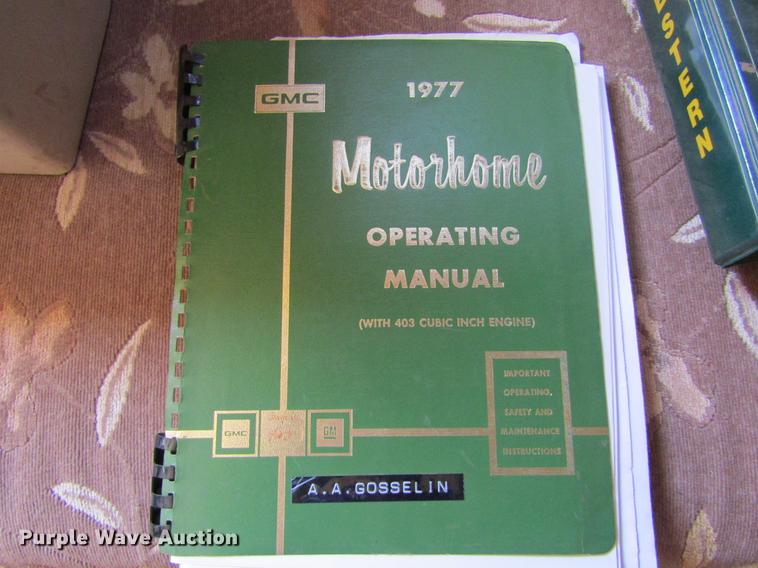 GMC
1977
Motorhome
OPERATING
MANUAL
(WITH 403 CUBIC INCH ENGINE)
IMPORTANT
OPERATING,
SAFETY AND
MAINTENANCE
INSTRUCTIONS
GMC
GM
A.A.GOSSELIN
STERN
Purple Wave Auction®